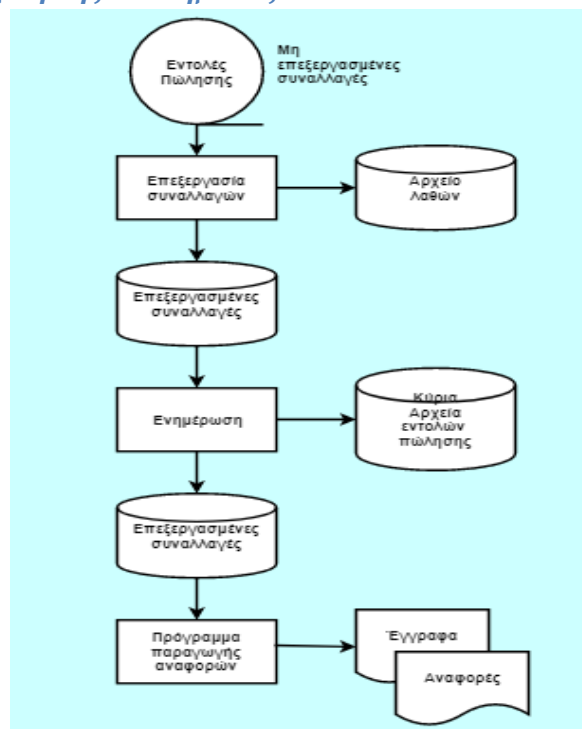 Εντολές
Πώλησης
Μη
επεξεργασμένες
συναλλαγές
Επεξεργασία
συναλλαγών
Αρχείο
Λαθών
Επεξεργασμένες
συναλλαγές
Ενημέρωση
Κύρια
Αρχεία
εντολών
πώλησης
Επεξεργασμένες
συναλλαγές
Πρόγραμμα
παραγωγής
αναφορών
Έγγραφα
Αναφορές